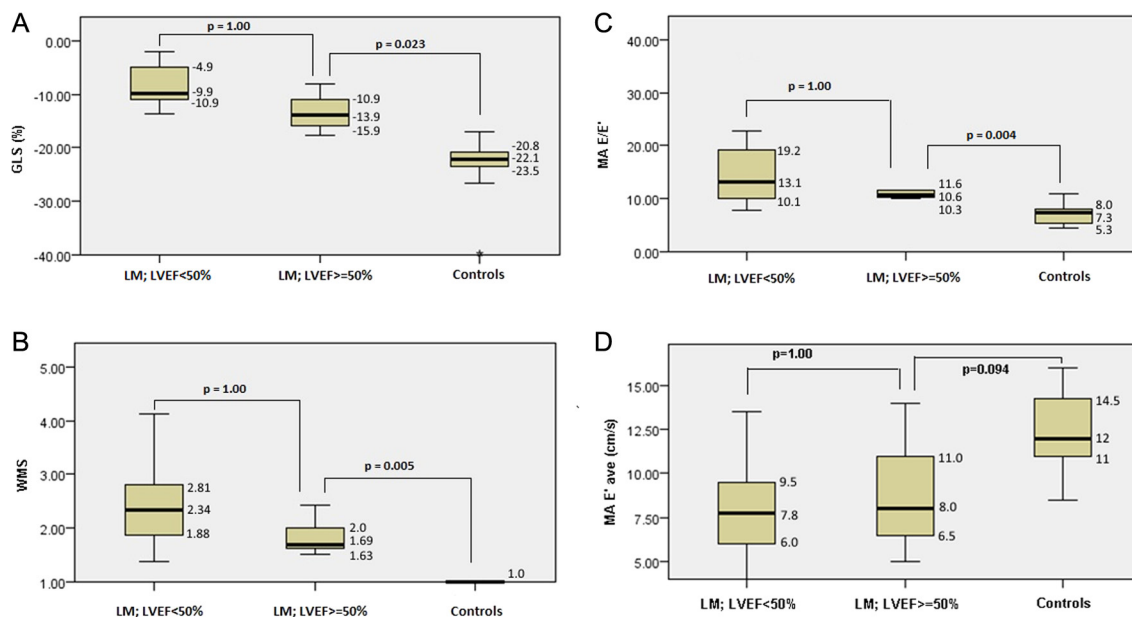 A
p = 1.00
p = 0.023
0.00
-10.00
-20.00
-30.00
-40.00
GLS (%)
-4.9
-9.9
-10.9
-10.9
-13.9
-15.9
-20.8
-22.1
-23.5
*
LM; LVEF<50%
LM; LVEF>=50%
Controls
C
p = 1.00
p = 0.004
40.00
30.00
20.00
10.00
0.00
MA E/E'
19.2
13.1
10.1
11.6
10.6
10.3
8.0
7.3
5.3
LM; LVEF<50%
LM; LVEF>=50%
Controls
B
p = 1.00
p = 0.005
5.00
4.00
3.00
2.00
1.00
WMS
2.81
2.34
1.88
2.0
1.69
1.63
1.0
LM; LVEF<50%
LM; LVEF>=50%
Controls
D
p=1.00
p=0.094
15.00
12.50
10.00
7.50
5.00
MA E' ave (cm/s)
9.5
7.8
6.0
11.0
8.0
6.5
14.5
12
11
LM; LVEF<50%
LM; LVEF>=50%
Controls